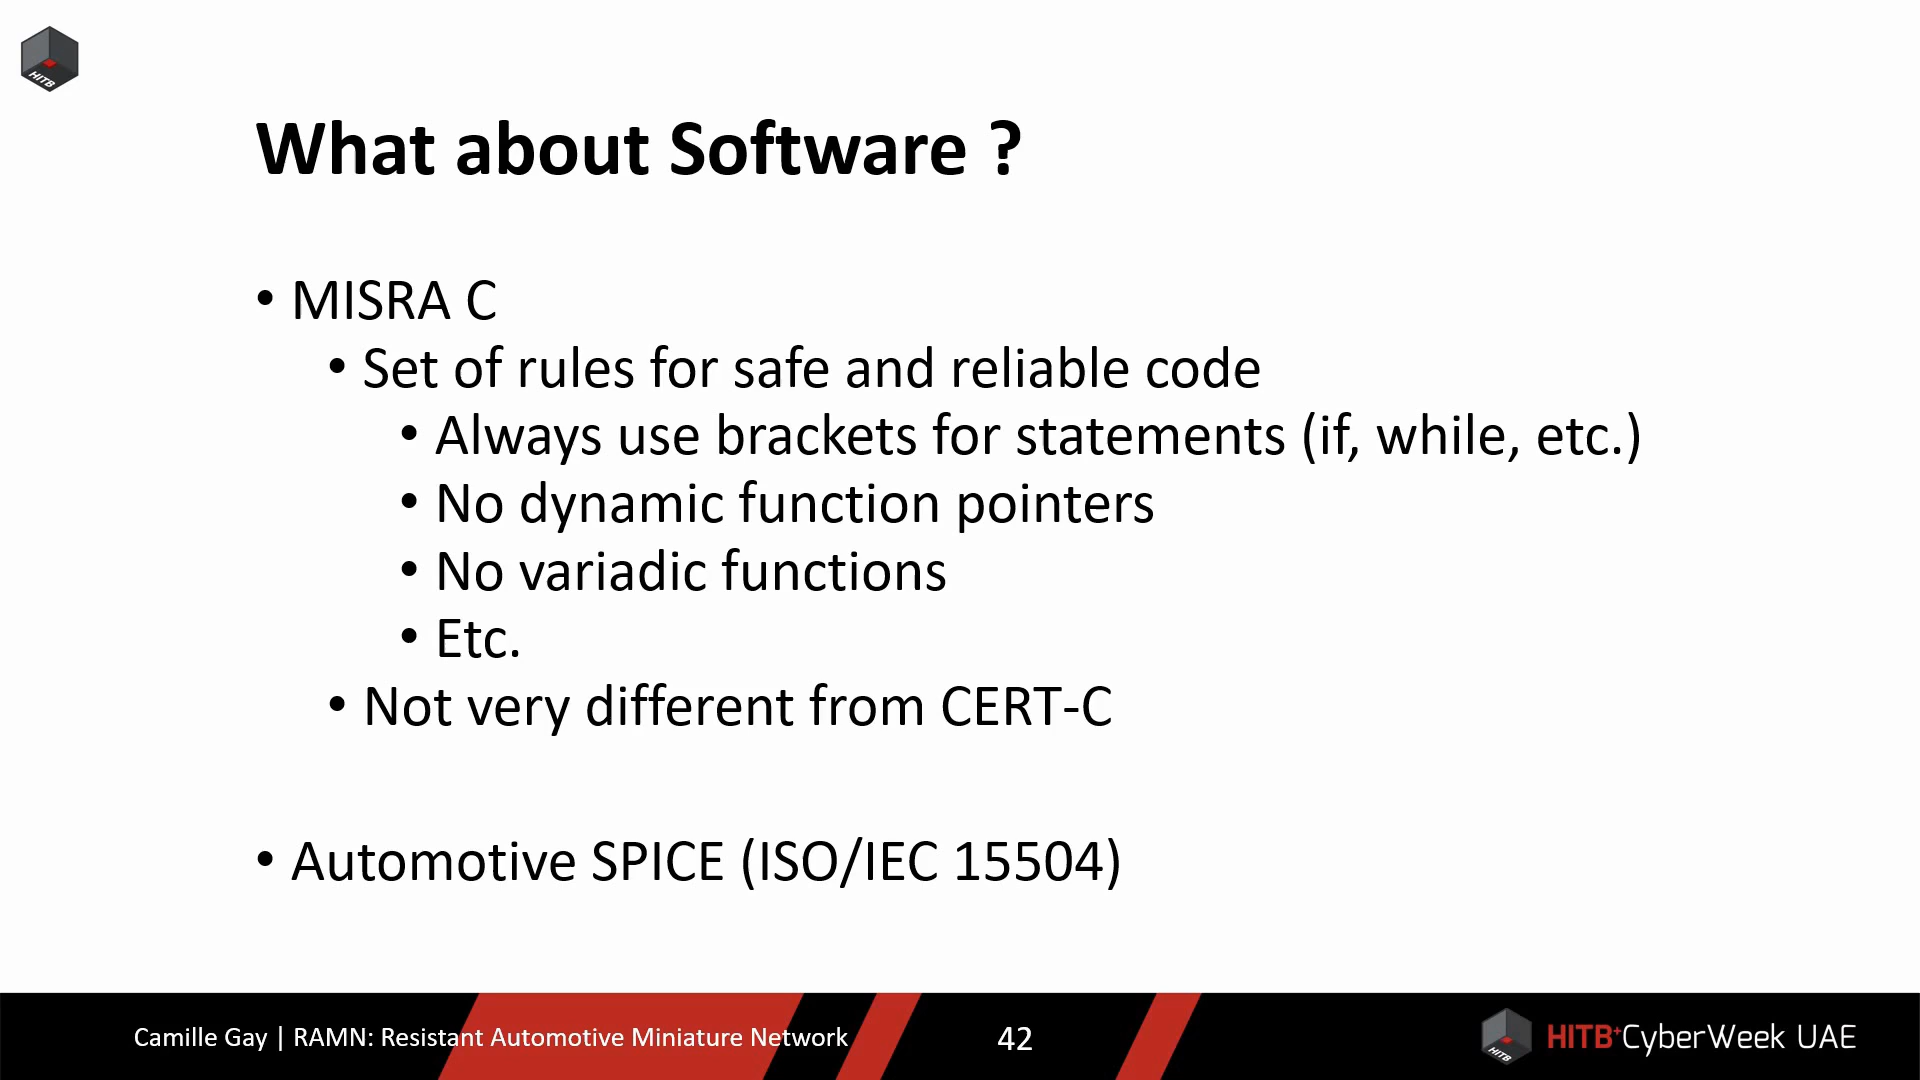 HITB
What about Software ?
• MISRA C
• Set of rules for safe and reliable code
• Always use brackets for statements (if, while, etc.)
• No dynamic function pointers
• No variadic functions
• Etc.
• Not very different from CERT-C
• Automotive SPICE (ISO/IEC 15504)
Camille Gay | RAMN: Resistant Automotive Miniature Network
42
HITB
HITB+CyberWeek UAE